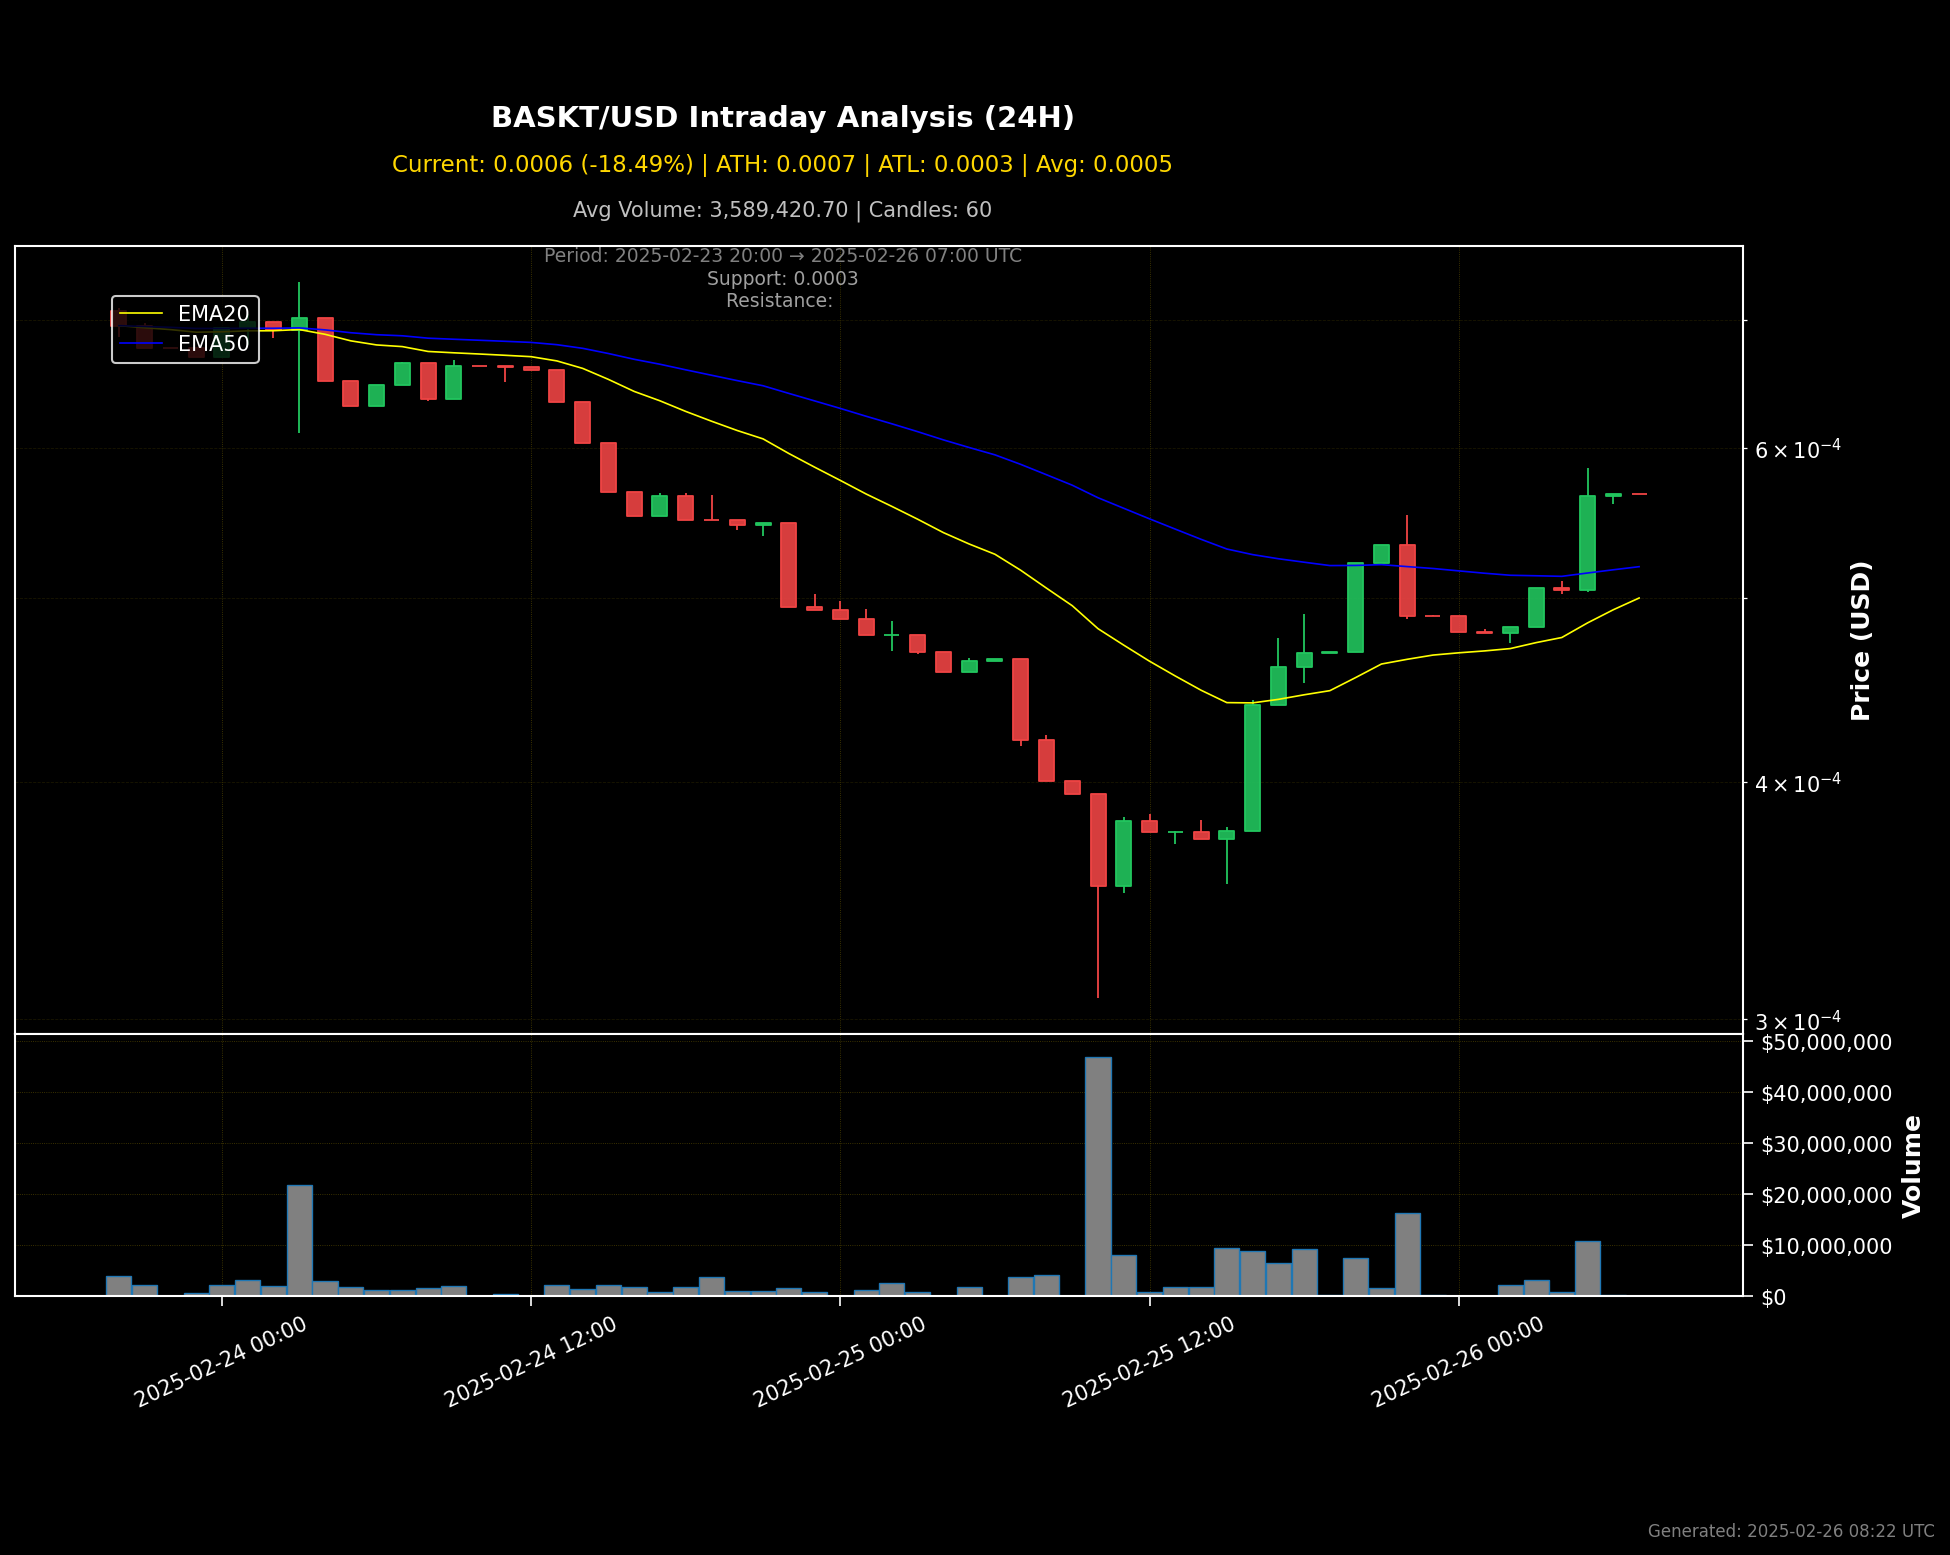 BASKT/USD Intraday Analysis (24H)
Current: 0.0006 (-18.49%) | ATH: 0.0007 | ATL: 0.0003 | Avg: 0.0005
Avg Volume: 3,589,420.70 | Candles: 60
Period: 2025-02-23 20:00 → 2025-02-26 07:00 UTC
Support: 0.0003
Resistance:
EMA20
EMA50
6 × 10⁻⁴
4 × 10⁻⁴
3 × 10⁻⁴
Price (USD)
$50,000,000
$40,000,000
$30,000,000
$20,000,000
$10,000,000
$0
Volume
2025-02-24 00:00
2025-02-24 12:00
2025-02-25 00:00
2025-02-25 12:00
2025-02-26 00:00
Generated: 2025-02-26 08:22 UTC